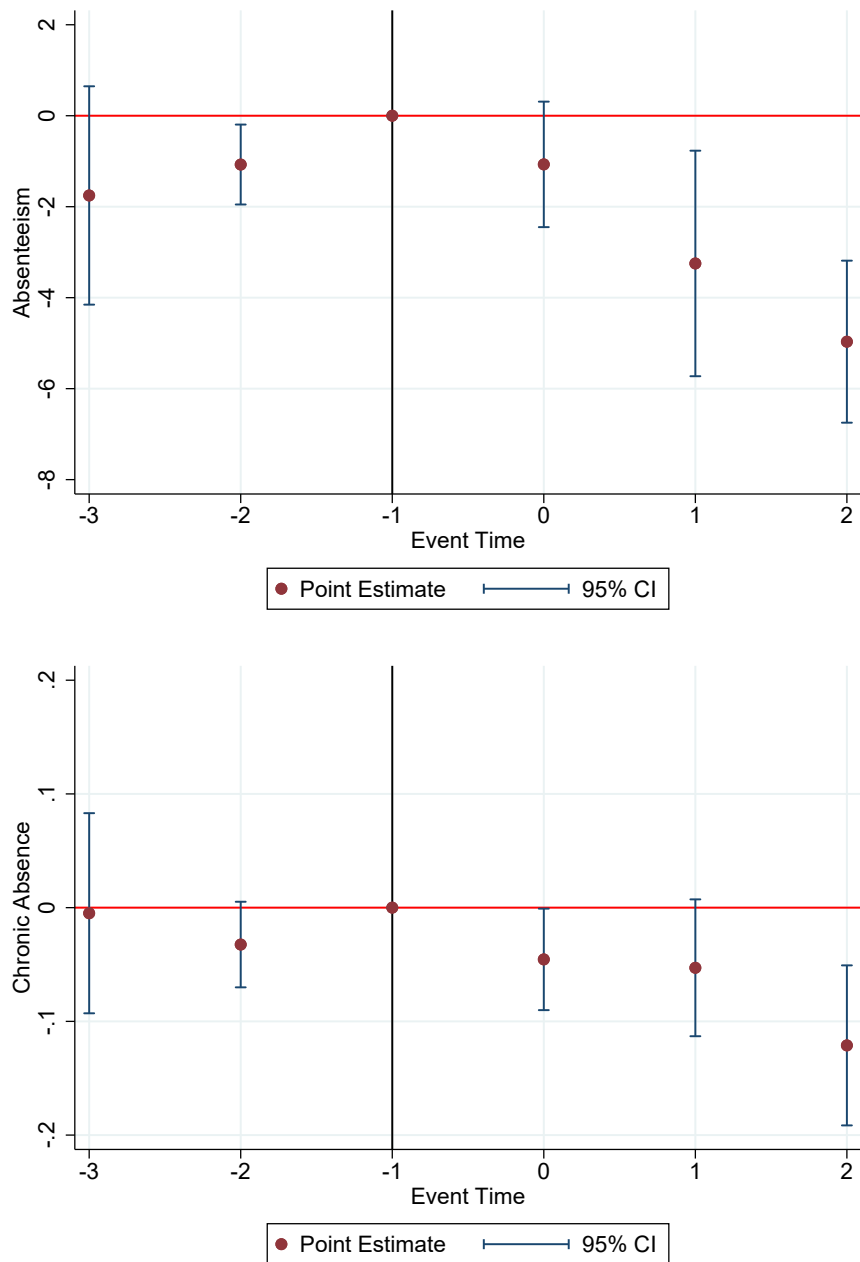 2
0
-2
-4
-6
-8
Absenteeism
-3 -2 -1 0 1 2
Event Time
Point Estimate 95% CI
.2
.1
0
-.1
-.2
Chronic Absence
-3 -2 -1 0 1 2
Event Time
Point Estimate 95% CI